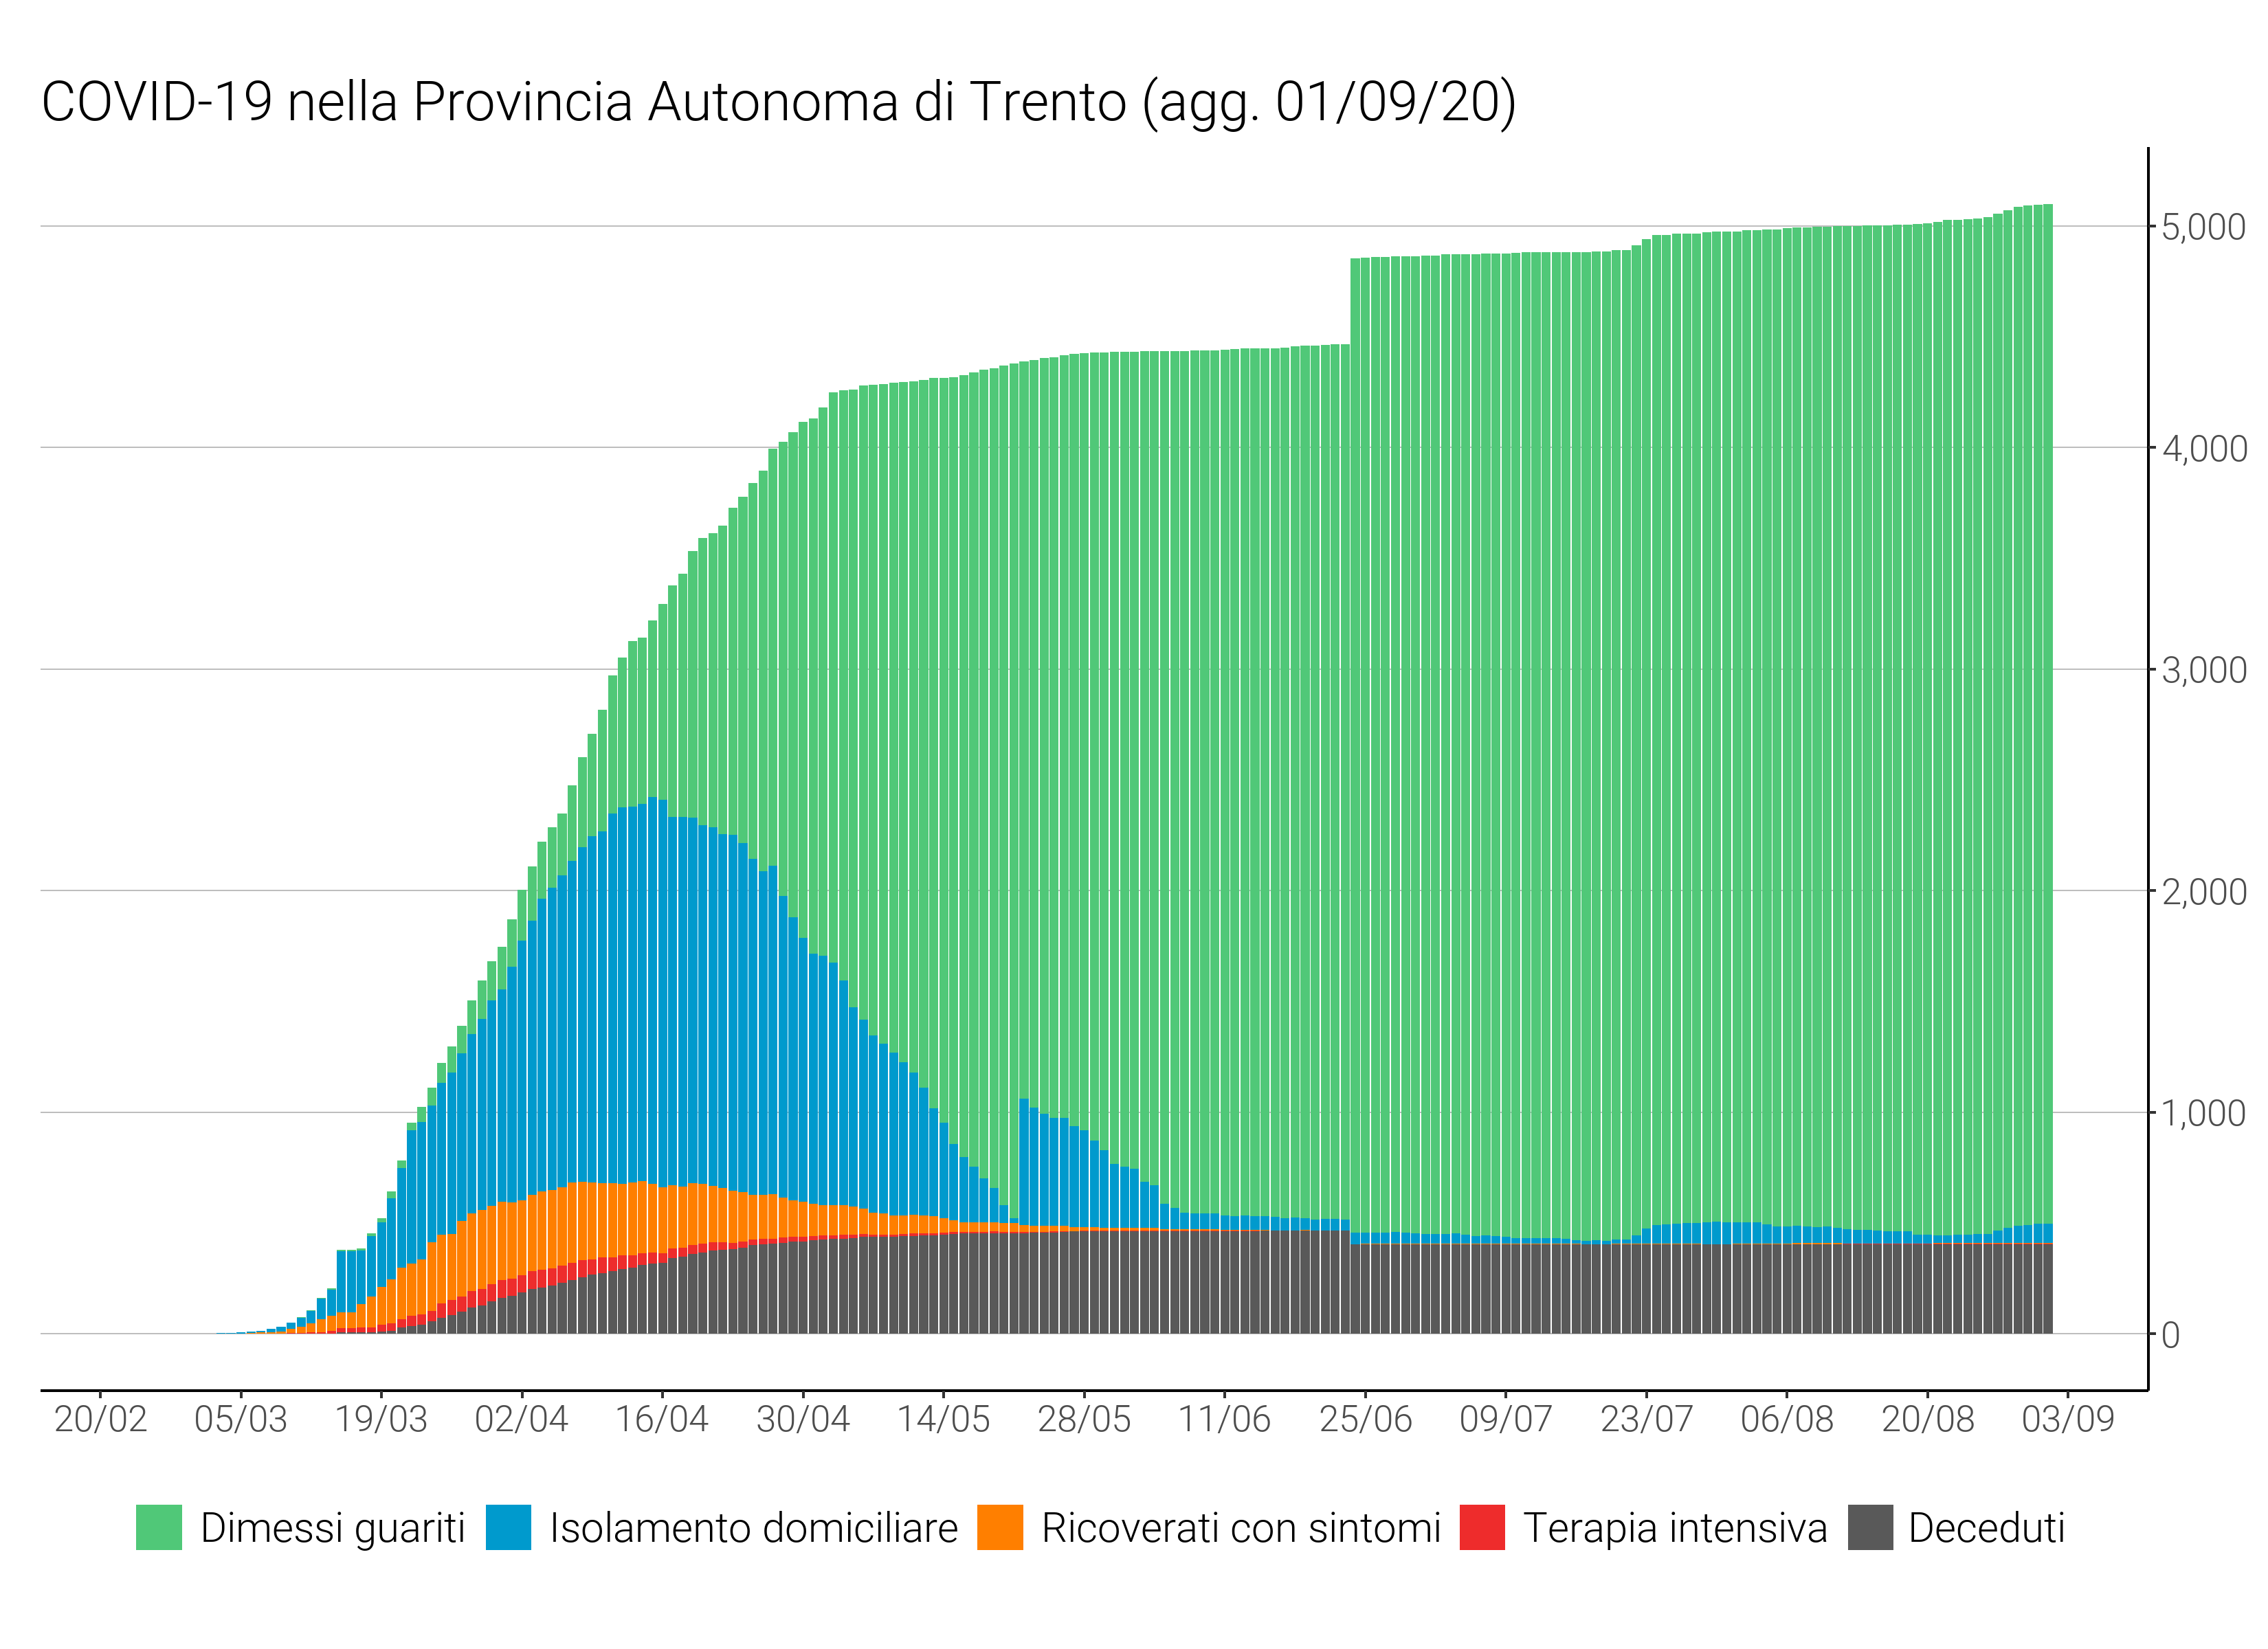 COVID-19 nella Provincia Autonoma di Trento (agg. 01/09/20)
5,000
4,000
3,000
2,000
1,000
0
20/02 05/03 19/03 02/04 16/04 30/04 14/05 28/05 11/06 25/06 09/07 23/07 06/08 20/08 03/09
Dimessi guariti Isolamento domiciliare Ricoverati con sintomi Terapia intensiva Deceduti